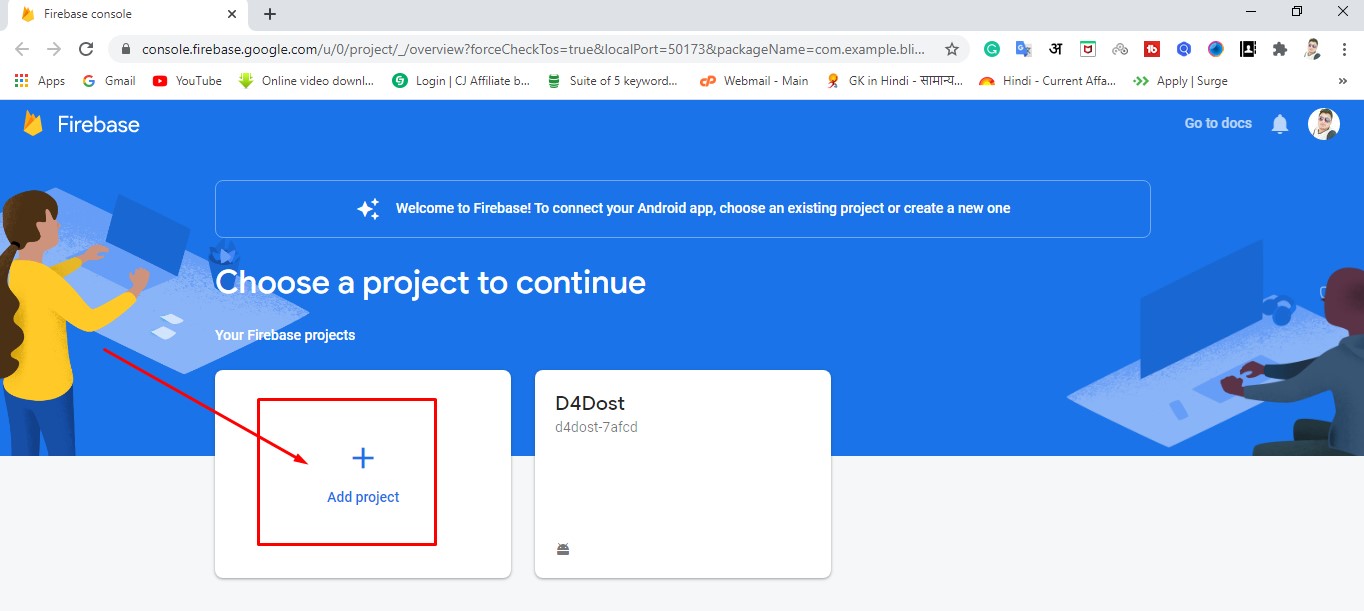 Firebase console
console.firebase.google.com/u/0/project/_/overview?forceCheckTos=true&localPort=50173&packageName=com.example.bli...
Apps Gmail YouTube Online video downl... Login | CJ Affiliate b... Suite of 5 keyword... Webmail - Main GK in Hindi - सामान्य... Hindi - Current Affa... Apply | Surge
Firebase
Go to docs
Welcome to Firebase! To connect your Android app, choose an existing project or create a new one
Choose a project to continue
Your Firebase projects
Add project
D4Dost
d4dost-7afcd